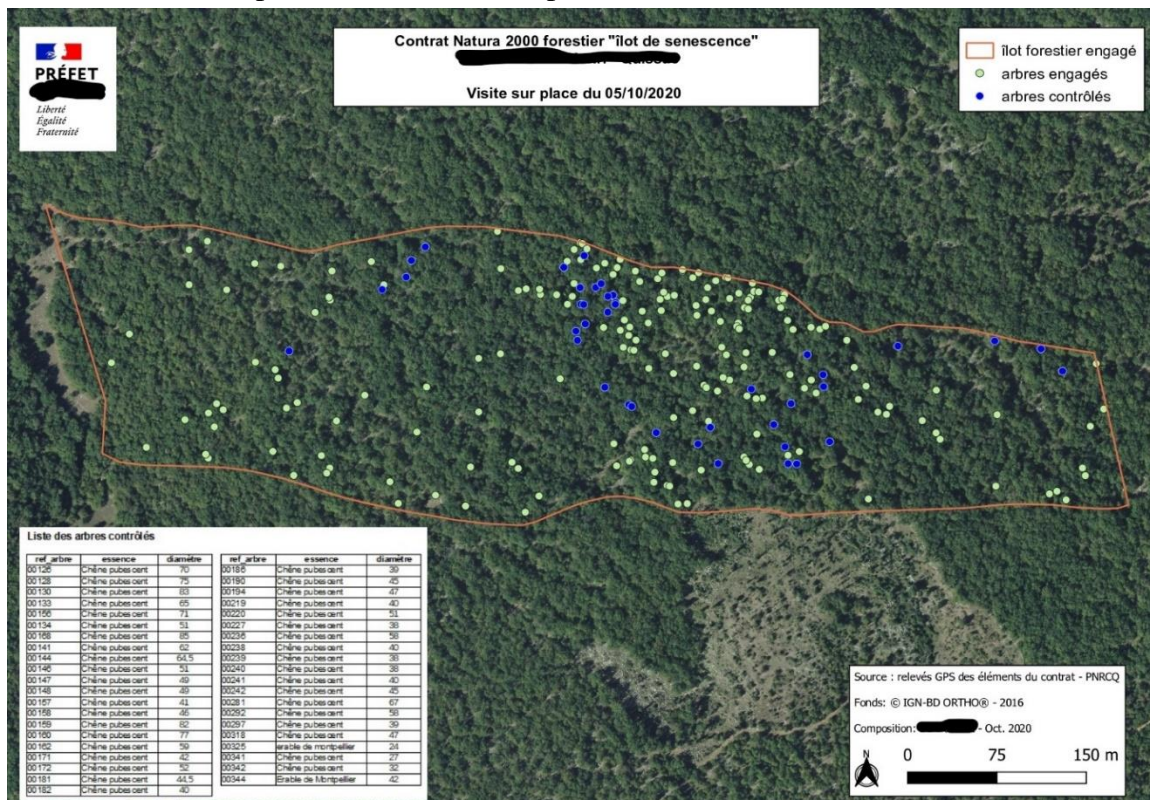 PRÉFET
Liberté
Égalité
Fraternité
Contrat Natura 2000 forestier "îlot de senescence"
Visite sur place du 05/10/2020
îlot forestier engagé
arbres engagés
arbres contrôlés
Liste des arbres contrôlés
ref_arbre essence diamètre ref_arbre essence diamètre
00126 Chêne pubescent 70 00186 Chêne pubescent 39
00128 Chêne pubescent 75 00190 Chêne pubescent 45
00130 Chêne pubescent 83 00194 Chêne pubescent 47
00133 Chêne pubescent 65 00219 Chêne pubescent 40
00156 Chêne pubescent 71 00220 Chêne pubescent 51
00134 Chêne pubescent 51 00227 Chêne pubescent 38
00168 Chêne pubescent 85 00236 Chêne pubescent 58
00141 Chêne pubescent 62 00238 Chêne pubescent 40
00144 Chêne pubescent 64,5 00239 Chêne pubescent 38
00146 Chêne pubescent 51 00240 Chêne pubescent 38
00147 Chêne pubescent 49 00241 Chêne pubescent 40
00148 Chêne pubescent 49 00242 Chêne pubescent 45
00157 Chêne pubescent 41 00281 Chêne pubescent 67
00158 Chêne pubescent 46 00292 Chêne pubescent 58
00159 Chêne pubescent 82 00297 Chêne pubescent 39
00160 Chêne pubescent 77 00318 Chêne pubescent 47
00162 Chêne pubescent 59 00325 erable de montpellier 24
00171 Chêne pubescent 42 00341 Chêne pubescent 27
00172 Chêne pubescent 52 00342 Chêne pubescent 32
00181 Chêne pubescent 44,5 00344 Erable de Montpellier 42
00182 Chêne pubescent 40
Source : relevés GPS des éléments du contrat - PNRCQ
Fonds: © IGN-BD ORTHO® - 2016
Composition: - Oct. 2020
N
0 75 150 m